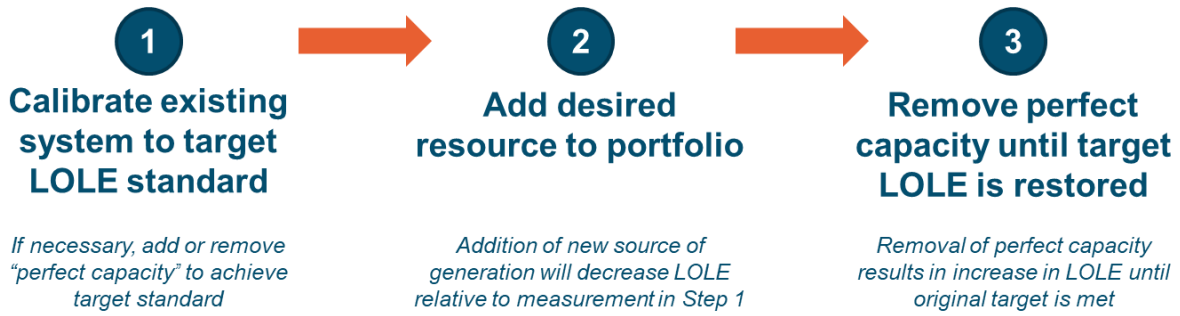 1
Calibrate existing
system to target
LOLE standard
If necessary, add or remove
“perfect capacity” to achieve
target standard
2
Add desired
resource to portfolio
Addition of new source of
generation will decrease LOLE
relative to measurement in Step 1
3
Remove perfect
capacity until target
LOLE is restored
Removal of perfect capacity
results in increase in LOLE until
original target is met